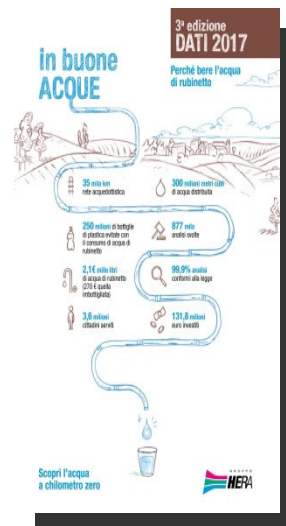 3ª edizione
DATI 2017
in buone
ACQUE
Perché bere l'acqua
di rubinetto
35 mila km
rete acquedottistica
300 milioni metri cubi
di acqua distribuita
250 milioni di bottiglie
di plastica evitate con
il consumo di acqua di
rubinetto
877 mila
analisi svolte
2,1€ mille litri
di acqua di rubinetto
(270 € quella
imbottigliata)
99,9% analisi
conformi alla legge
3,6 milioni
cittadini serviti
131,8 milioni
euro investiti
Scopri l'acqua
a chilometro zero
GRUPPO
HERA